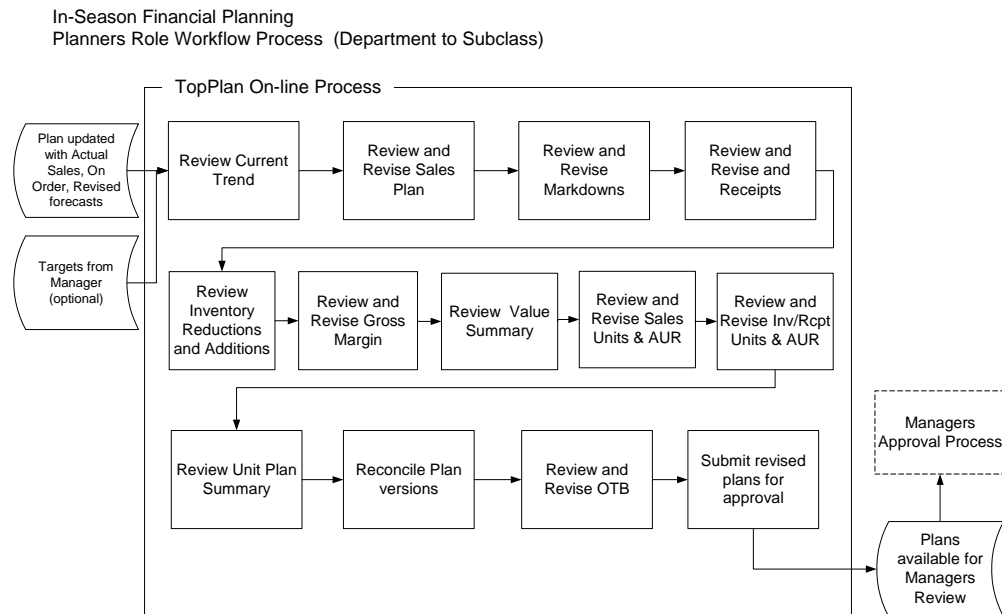 In-Season Financial Planning
Planners Role Workflow Process  (Department to Subclass)
TopPlan On-line Process
Plan updated
with Actual
Sales, On
Order, Revised
forecasts
Targets from
Manager
(optional)
Review Current
Trend
Review and
Revise Sales
Plan
Review and
Revise
Markdowns
Review and
Revise and
Receipts
Review
Inventory
Reductions
and Additions
Review and
Revise Gross
Margin
Review  Value
Summary
Review and
Revise Sales
Units & AUR
Review and
Revise Inv/Rcpt
Units & AUR
Review Unit Plan
Summary
Reconcile Plan
versions
Review and
Revise OTB
Submit revised
plans for
approval
Managers
Approval Process
Plans
available for
Managers
Review